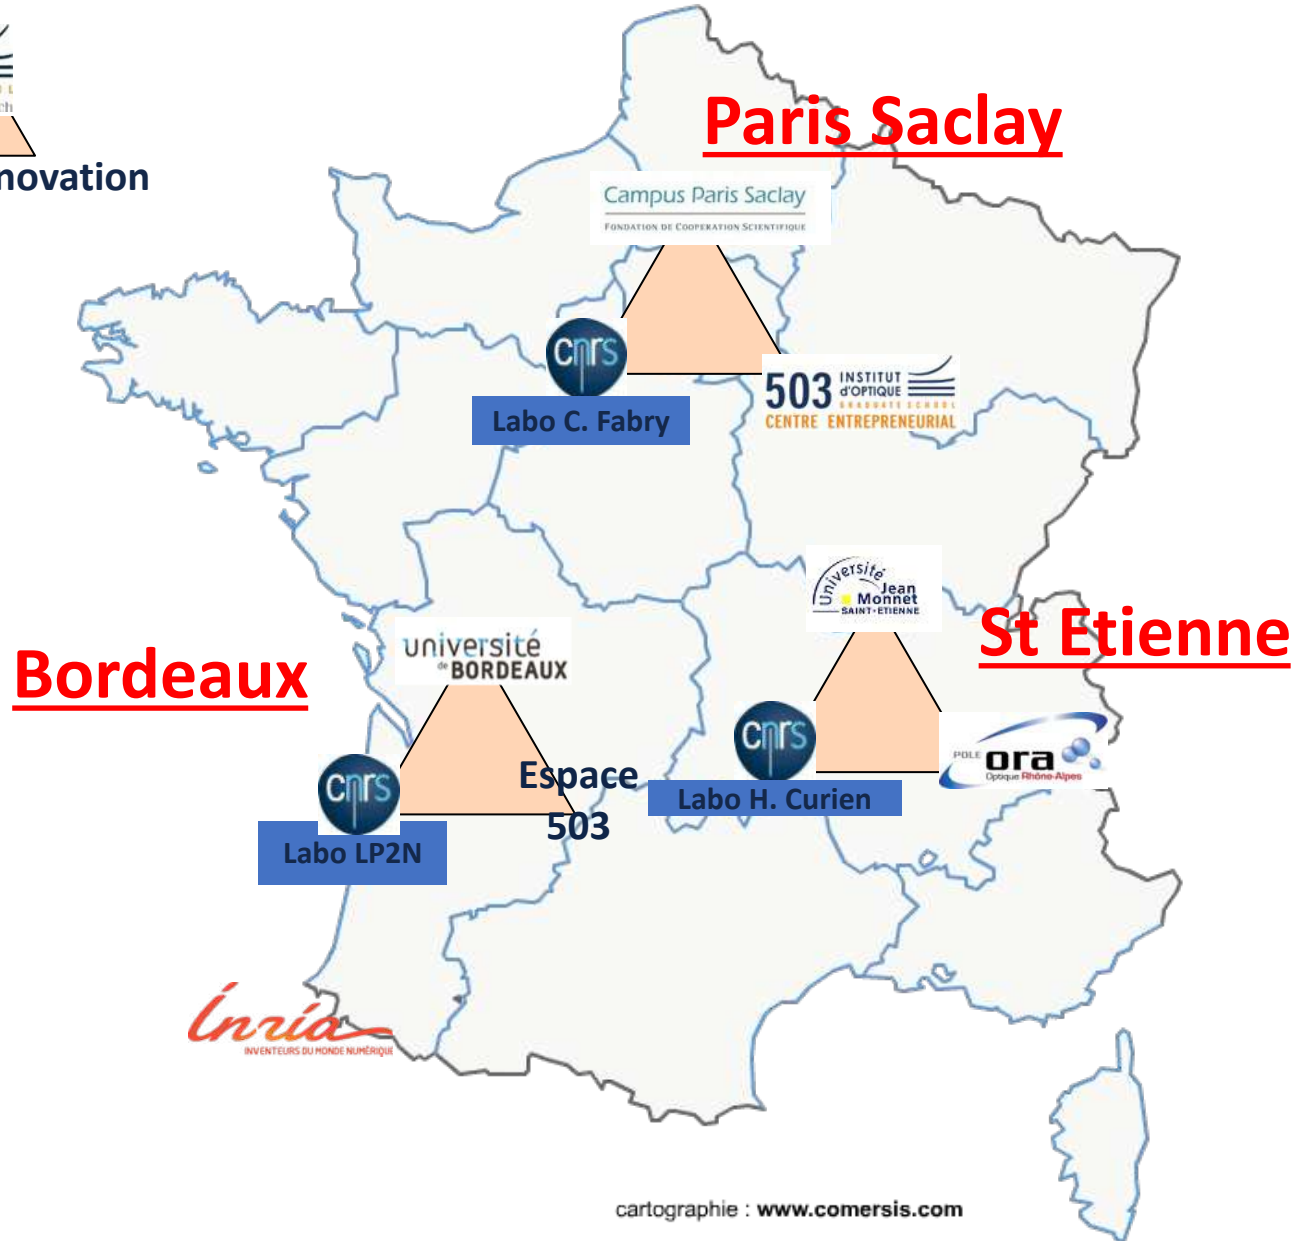 L
ch
Paris Saclay
novation
Campus Paris Saclay
FONDATION DE COOPERATION SCIENTIFIQUE
cnrs
Labo C. Fabry
503 INSTITUT d'OPTIQUE
GRADUATE SCHOOL
CENTRE ENTREPRENEURIAL
Université
Jean
Monnet
SAINT-ETIENNE
St Etienne
Bordeaux
université
de BORDEAUX
cnrs
Labo H. Curien
POLE ora
Optique Rhône-Alpes
cnrs
Labo LP2N
Espace
503
Inria
INVENTEURS DU MONDE NUMÉRIQUE
cartographie : www.comersis.com